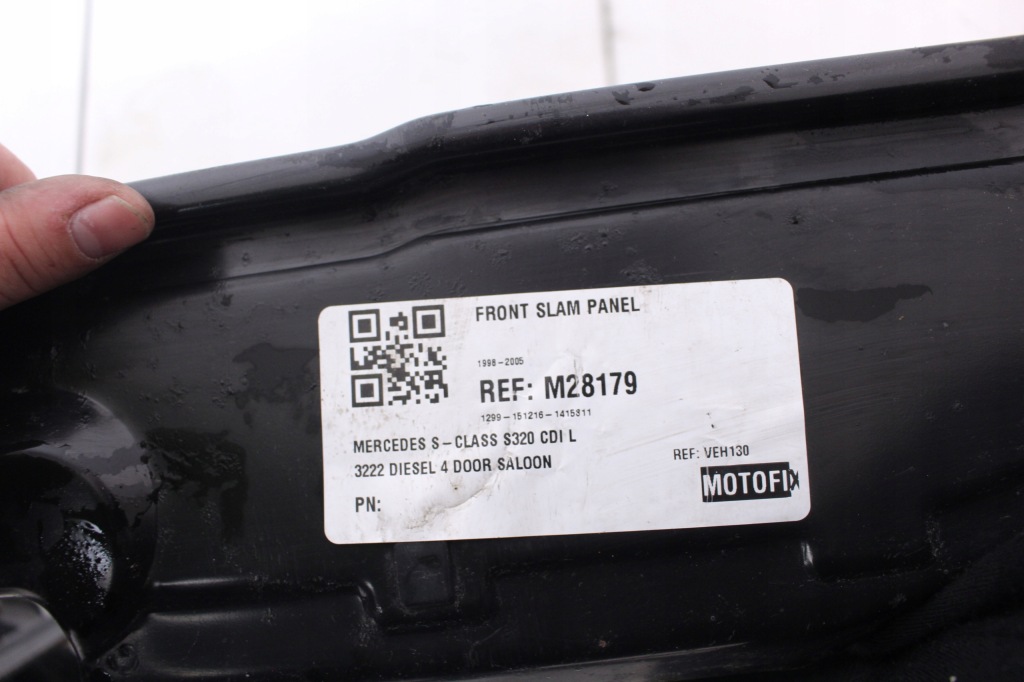 FRONT SLAM PANEL
1998-2005
REF: M28179
1299-151216-1415311
MERCEDES S-CLASS S320 CDI L
3222 DIESEL 4 DOOR SALOON
REF: VEH130
PN:
MOTOFIX